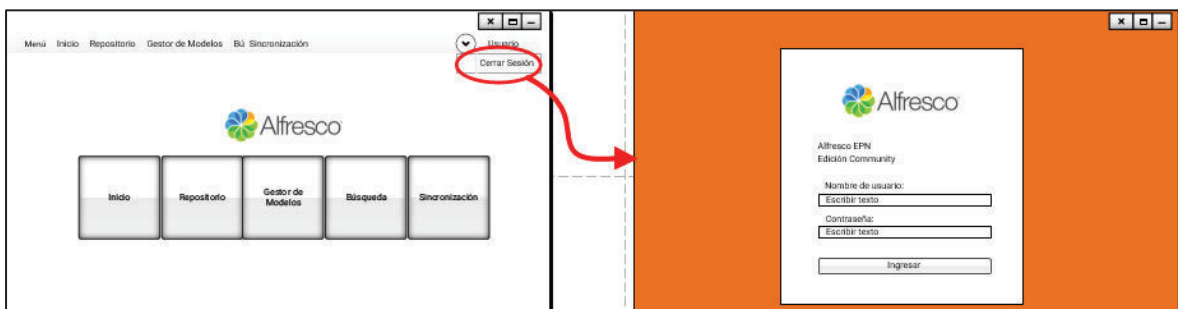 Menú Inicio Repositorio Gestor de Modelos Bú Sincronización
Usuario
Cerrar Sesión
Alfresco
Inicio
Repositorio
Gestor de
Modelos
Búsqueda
Sincronización
Alfresco
Alfresco EPN
Edición Community
Nombre de usuario:
Escribir texto
Contraseña:
Escribir texto
Ingresar